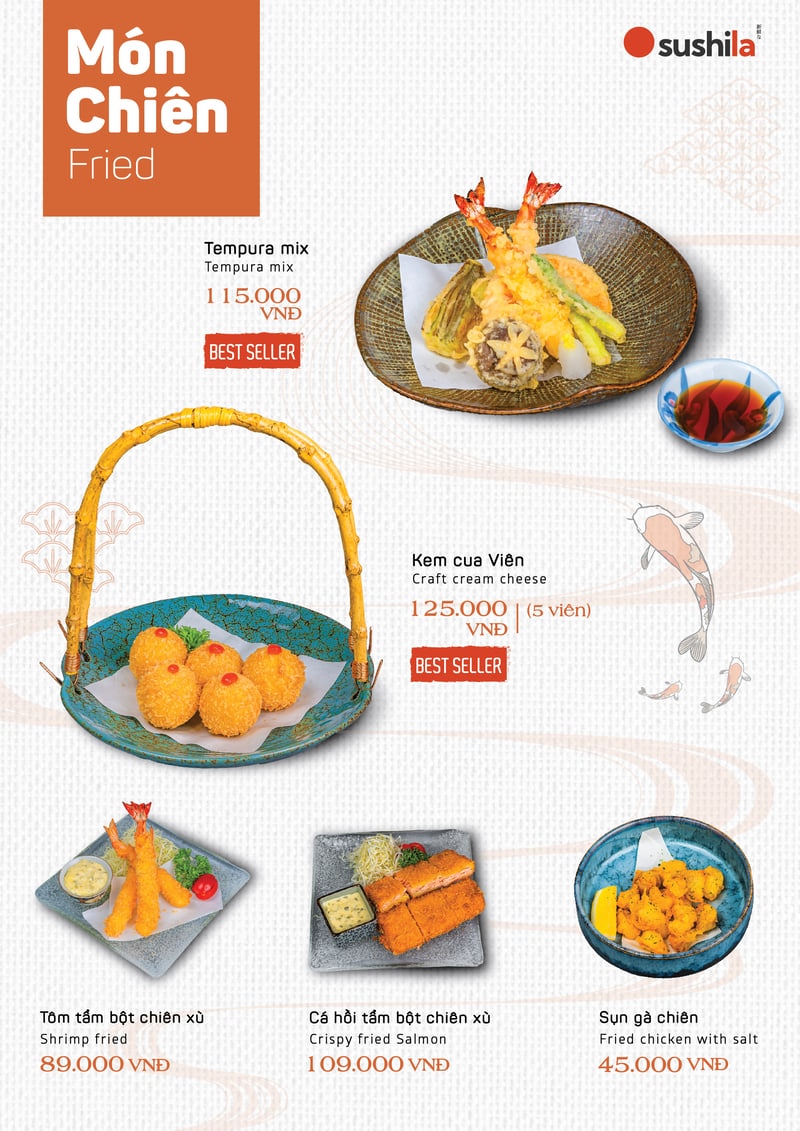 Món
Chiên
Fried
sushila
Tempura mix
Tempura mix
115.000
VNĐ
BEST SELLER
Kem cua Viên
Craft cream cheese
125.000
VNĐ
(5 viên)
BEST SELLER
Tôm tẩm bột chiên xù
Shrimp fried
89.000 VNĐ
Cá hồi tẩm bột chiên xù
Crispy fried Salmon
109.000 VNĐ
Sụn gà chiên
Fried chicken with salt
45.000 VNĐ